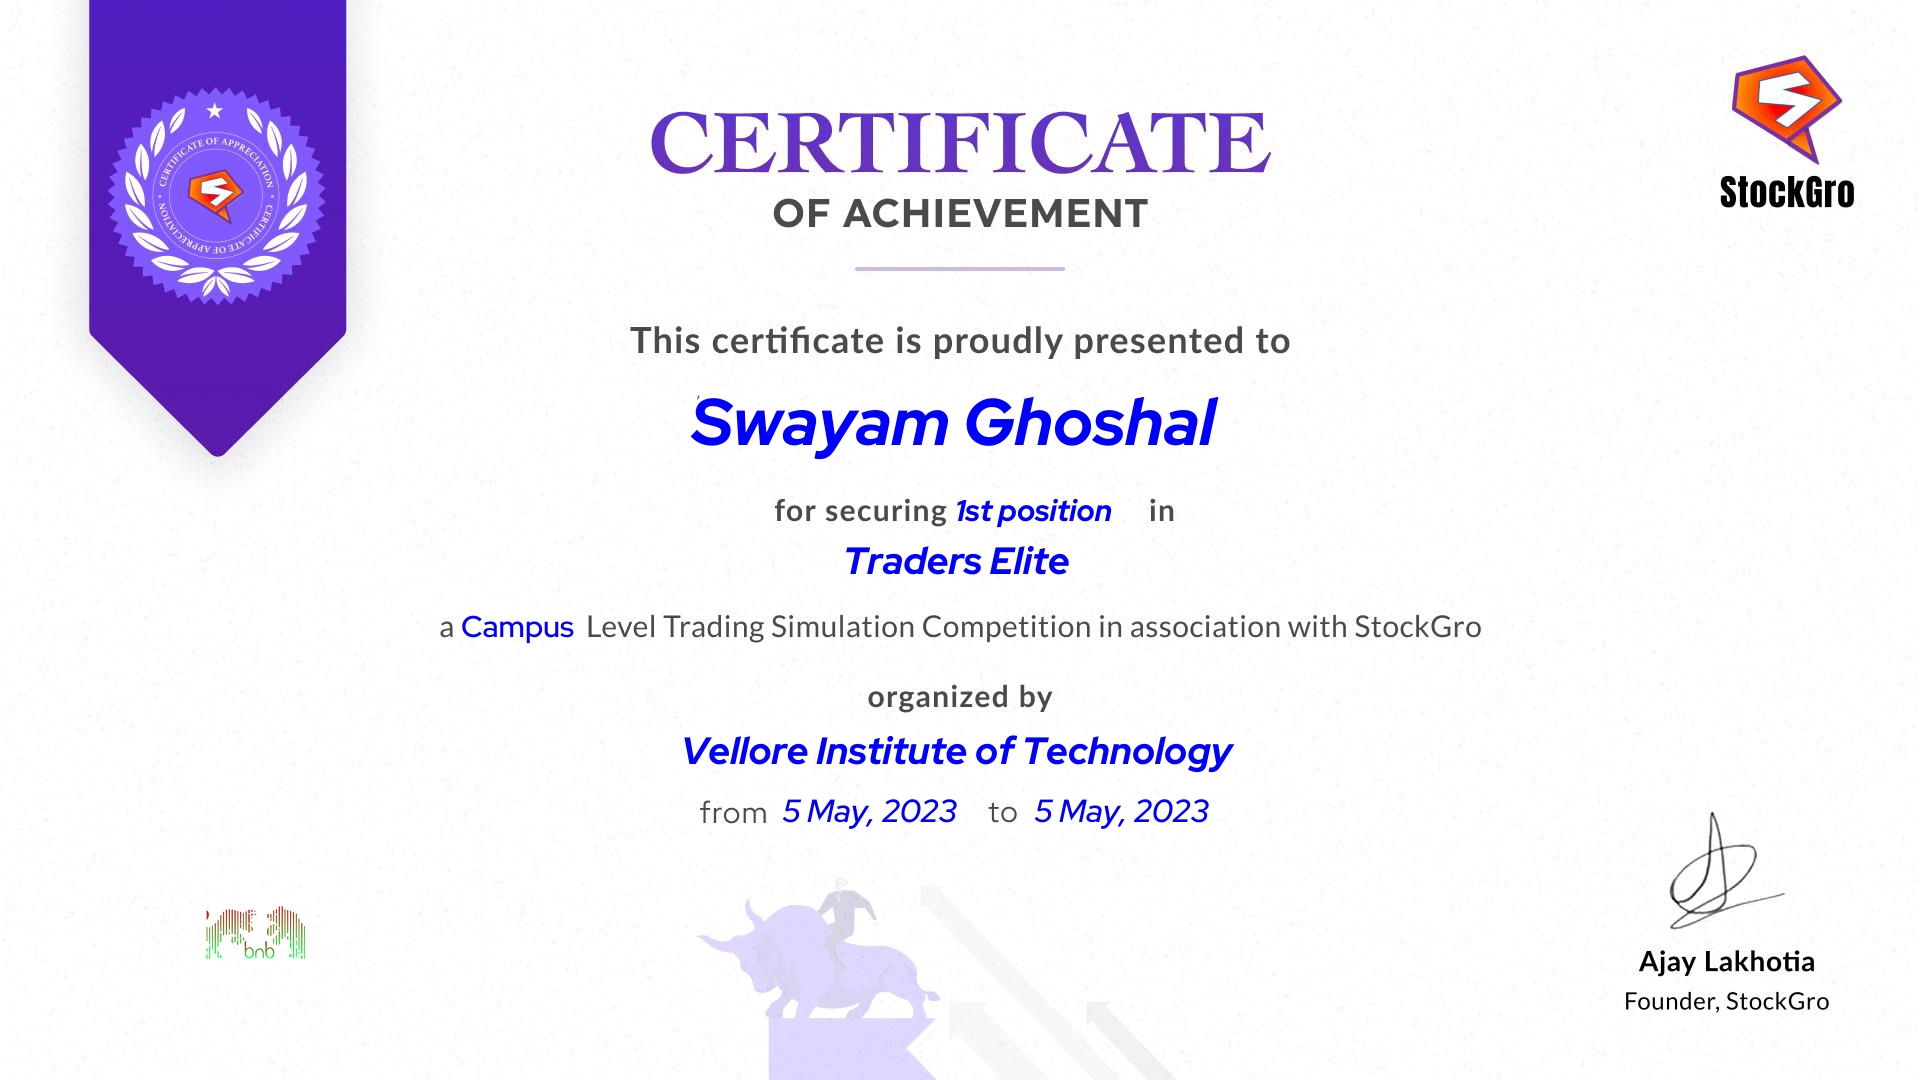 CERTIFICATE OF APPRECIATION • CERTIFICATE OF APPRECIATION •
StockGro
CERTIFICATE
OF ACHIEVEMENT
This certificate is proudly presented to
Swayam Ghoshal
for securing 1st position in
Traders Elite
a Campus Level Trading Simulation Competition in association with StockGro
organized by
Vellore Institute of Technology
from 5 May, 2023 to 5 May, 2023
bnb
Ajay Lakhotia
Founder, StockGro